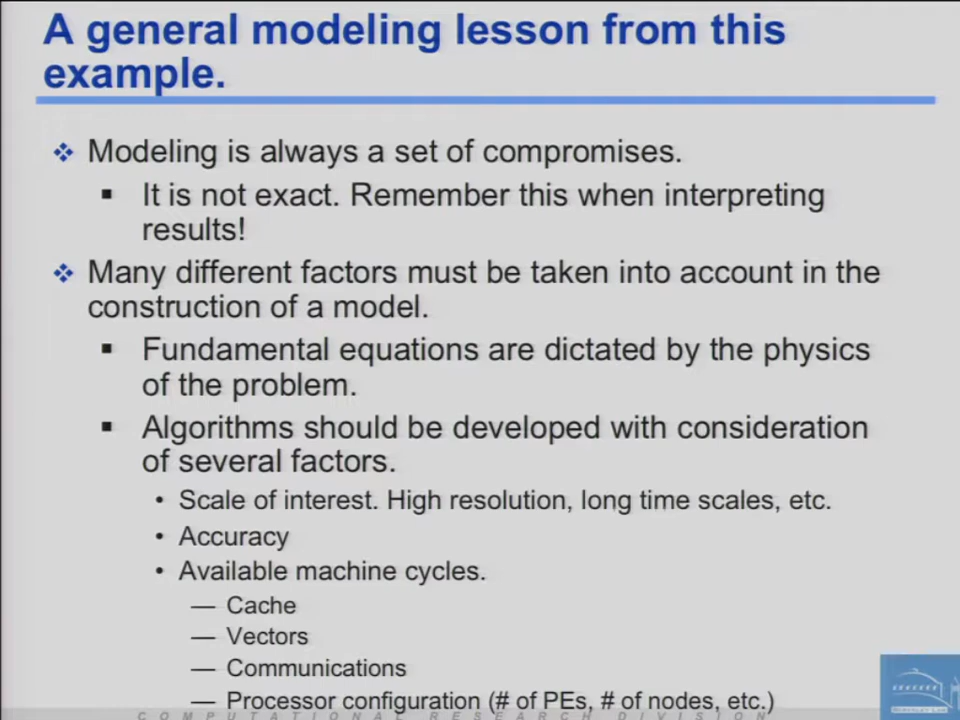 A general modeling lesson from this
example.
❖ Modeling is always a set of compromises.
▪ It is not exact. Remember this when interpreting
results!
❖ Many different factors must be taken into account in the
construction of a model.
▪ Fundamental equations are dictated by the physics
of the problem.
▪ Algorithms should be developed with consideration
of several factors.
• Scale of interest. High resolution, long time scales, etc.
• Accuracy
• Available machine cycles.
— Cache
— Vectors
— Communications
— Processor configuration (# of PEs, # of nodes, etc.)
COMPUTATIONAL RESEARCH DIVISION
BERKELEY LAB